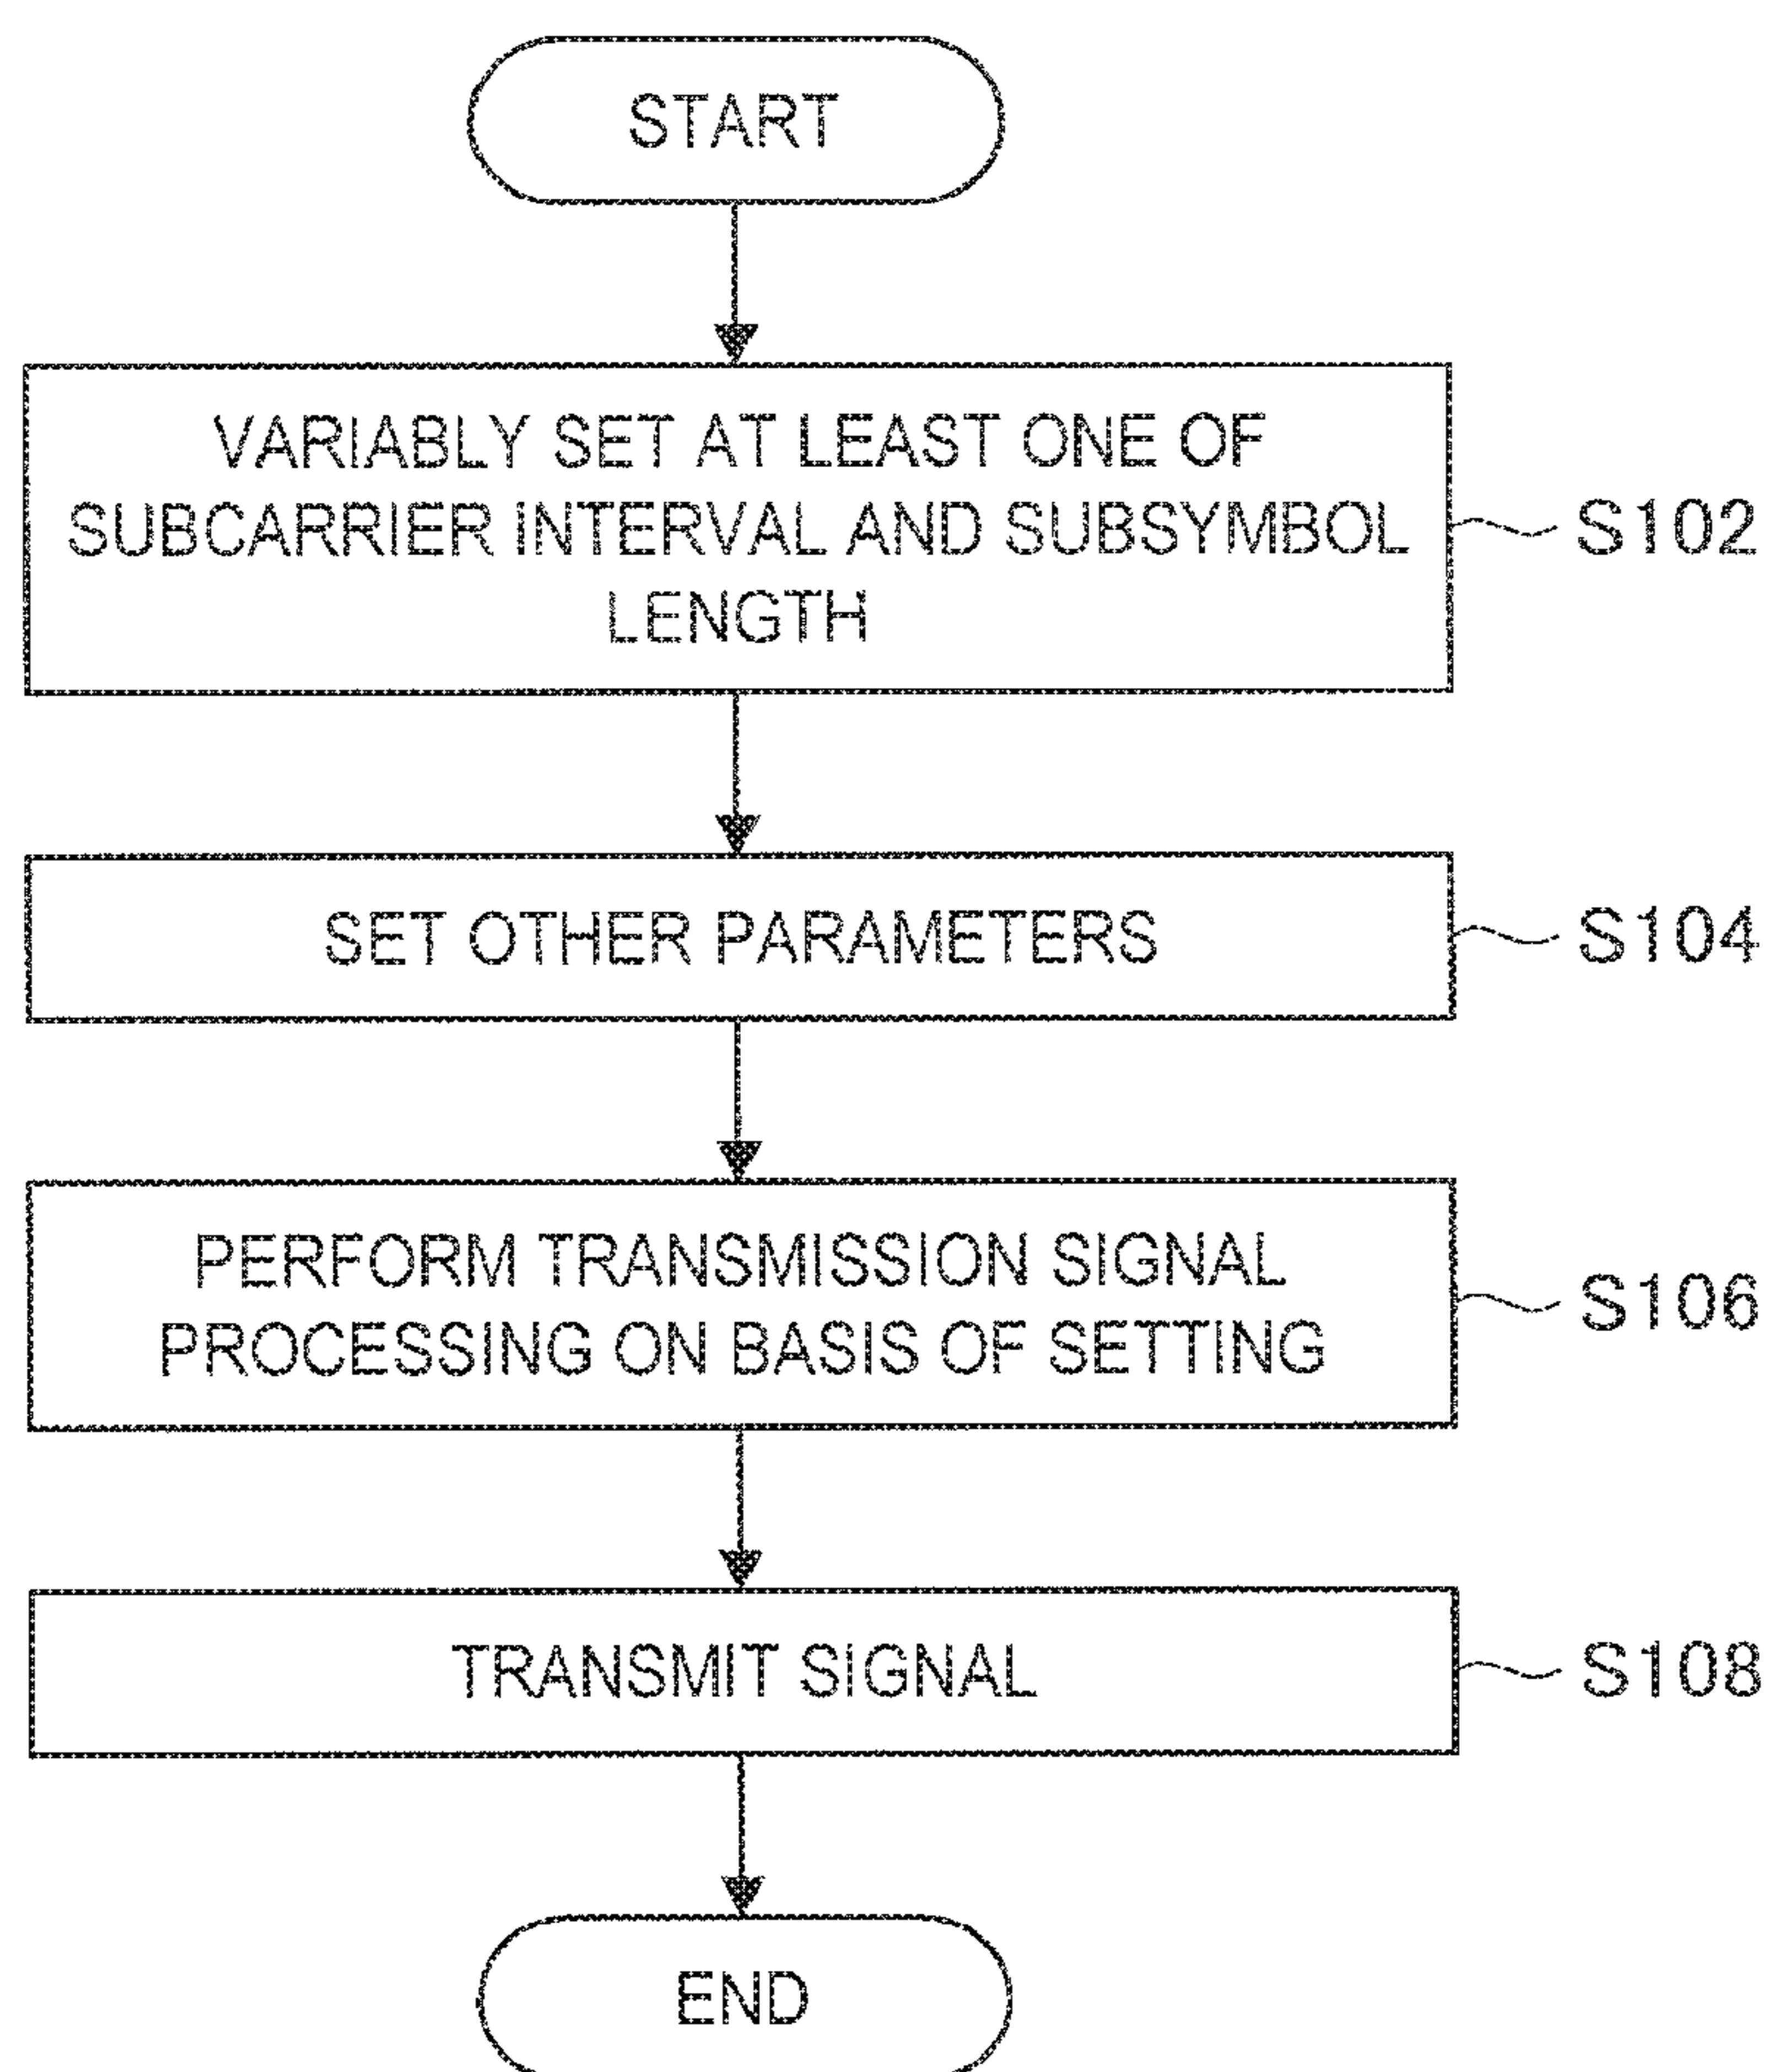 START
VARIABLY SET AT LEAST ONE OF
SUBCARRIER INTERVAL AND SUBSYMBOL
LENGTH
S102
SET OTHER PARAMETERS
S104
PERFORM TRANSMISSION SIGNAL
PROCESSING ON BASIS OF SETTING
S106
TRANSMIT SIGNAL
S108
END